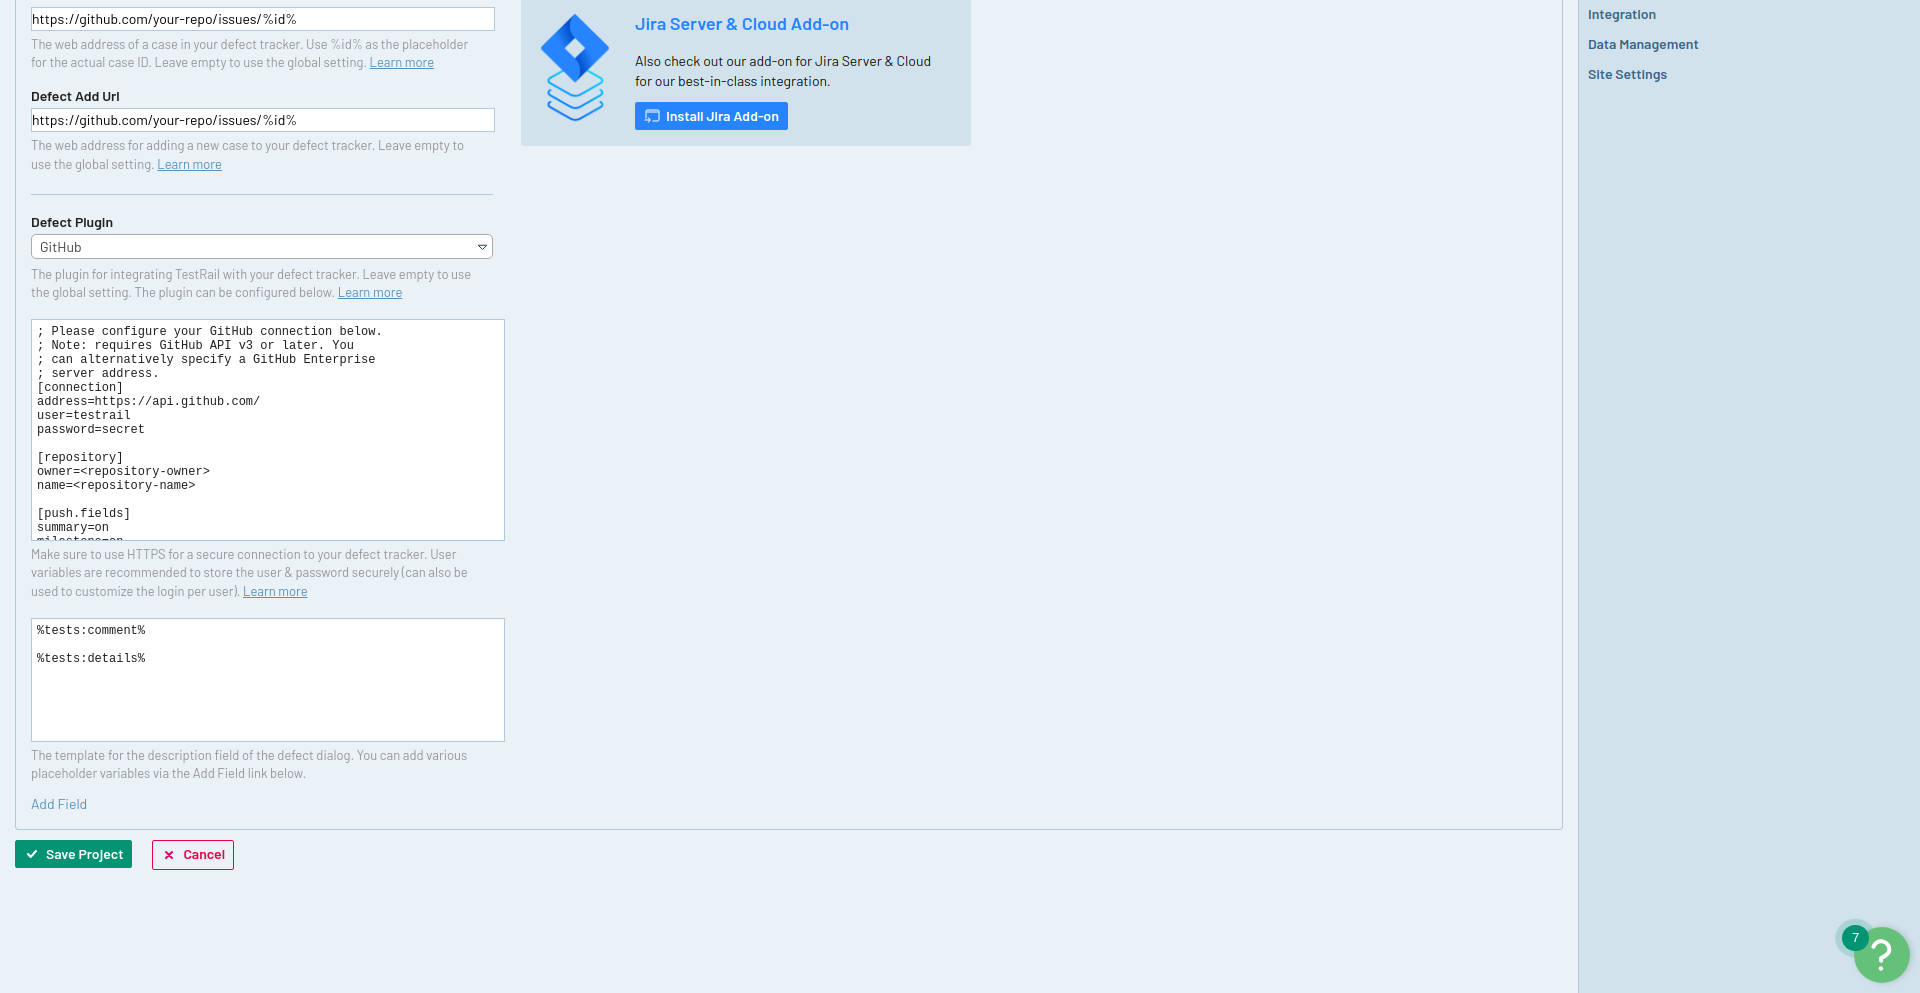 https://github.com/your-repo/issues/%id%
The web address of a case in your defect tracker. Use %id% as the placeholder
for the actual case ID. Leave empty to use the global setting. Learn more
Defect Add Url
https://github.com/your-repo/issues/%id%
The web address for adding a new case to your defect tracker. Leave empty to
use the global setting. Learn more
Defect Plugin
GitHub
The plugin for integrating TestRail with your defect tracker. Leave empty to use
the global setting. The plugin can be configured below. Learn more
; Please configure your GitHub connection below.
; Note: requires GitHub API v3 or later. You
; can alternatively specify a GitHub Enterprise
; server address.
[connection]
address=https://api.github.com/
user=testrail
password=secret
[repository]
owner=<repository-owner>
name=<repository-name>
[push.fields]
summary=on
milestone=on
Make sure to use HTTPS for a secure connection to your defect tracker. User
variables are recommended to store the user & password securely (can also be
used to customize the login per user). Learn more
%tests:comment%
%tests:details%
The template for the description field of the defect dialog. You can add various
placeholder variables via the Add Field link below.
Add Field
Save Project
Cancel
Jira Server & Cloud Add-on
Also check out our add-on for Jira Server & Cloud
for our best-in-class integration.
Install Jira Add-on
Integration
Data Management
Site Settings
7
?